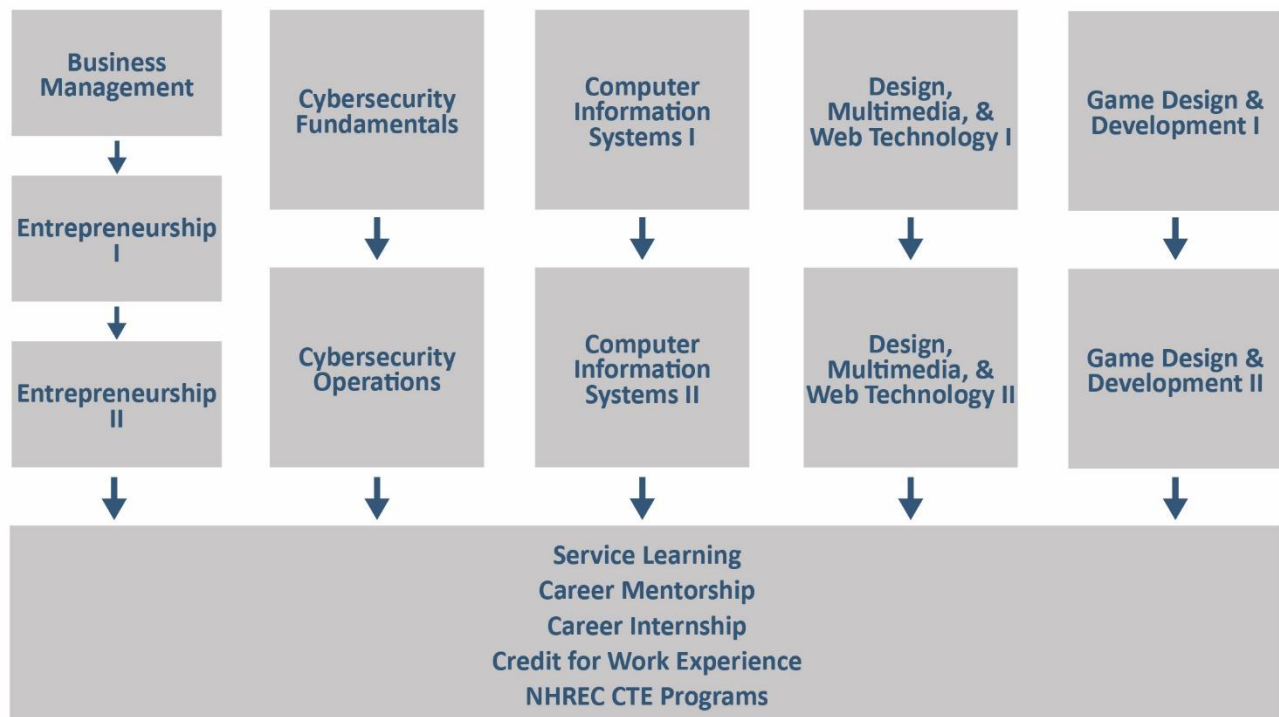 Business
Management
Entrepreneurship
I
Entrepreneurship
II
Cybersecurity
Fundamentals
Cybersecurity
Operations
Computer
Information
Systems I
Computer
Information
Systems II
Design,
Multimedia, &
Web Technology I
Design,
Multimedia, &
Web Technology II
Game Design &
Development I
Game Design &
Development II
Service Learning
Career Mentorship
Career Internship
Credit for Work Experience
NHREC CTE Programs